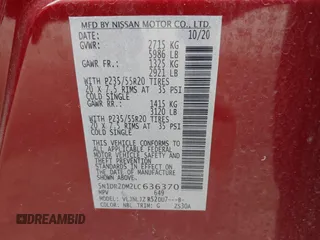 MFD BY NISSAN MOTOR CO., LTD.
DATE: 10/20
GVWR: 2715 KG
5986 LB
GAWR FR.: 1325 KG
2921 LB
WITH P235/55R20 TIRES
20 X 7.5 RIMS AT 35 PSI
COLD SINGLE
GAWR RR.: 1415 KG
3120 LB
WITH P235/55R20 TIRES
20 X 7.5 RIMS AT 35 PSI
COLD SINGLE
THIS VEHICLE CONFORMS TO ALL
APPLICABLE FEDERAL MOTOR
VEHICLE SAFETY AND THEFT
PREVENTION STANDARDS IN
EFFECT ON THE DATE OF
MANUFACTURE SHOWN ABOVE.
636370
MPV 649
MODEL:
COLOR: TRIM: G 2530A
DREAMBID